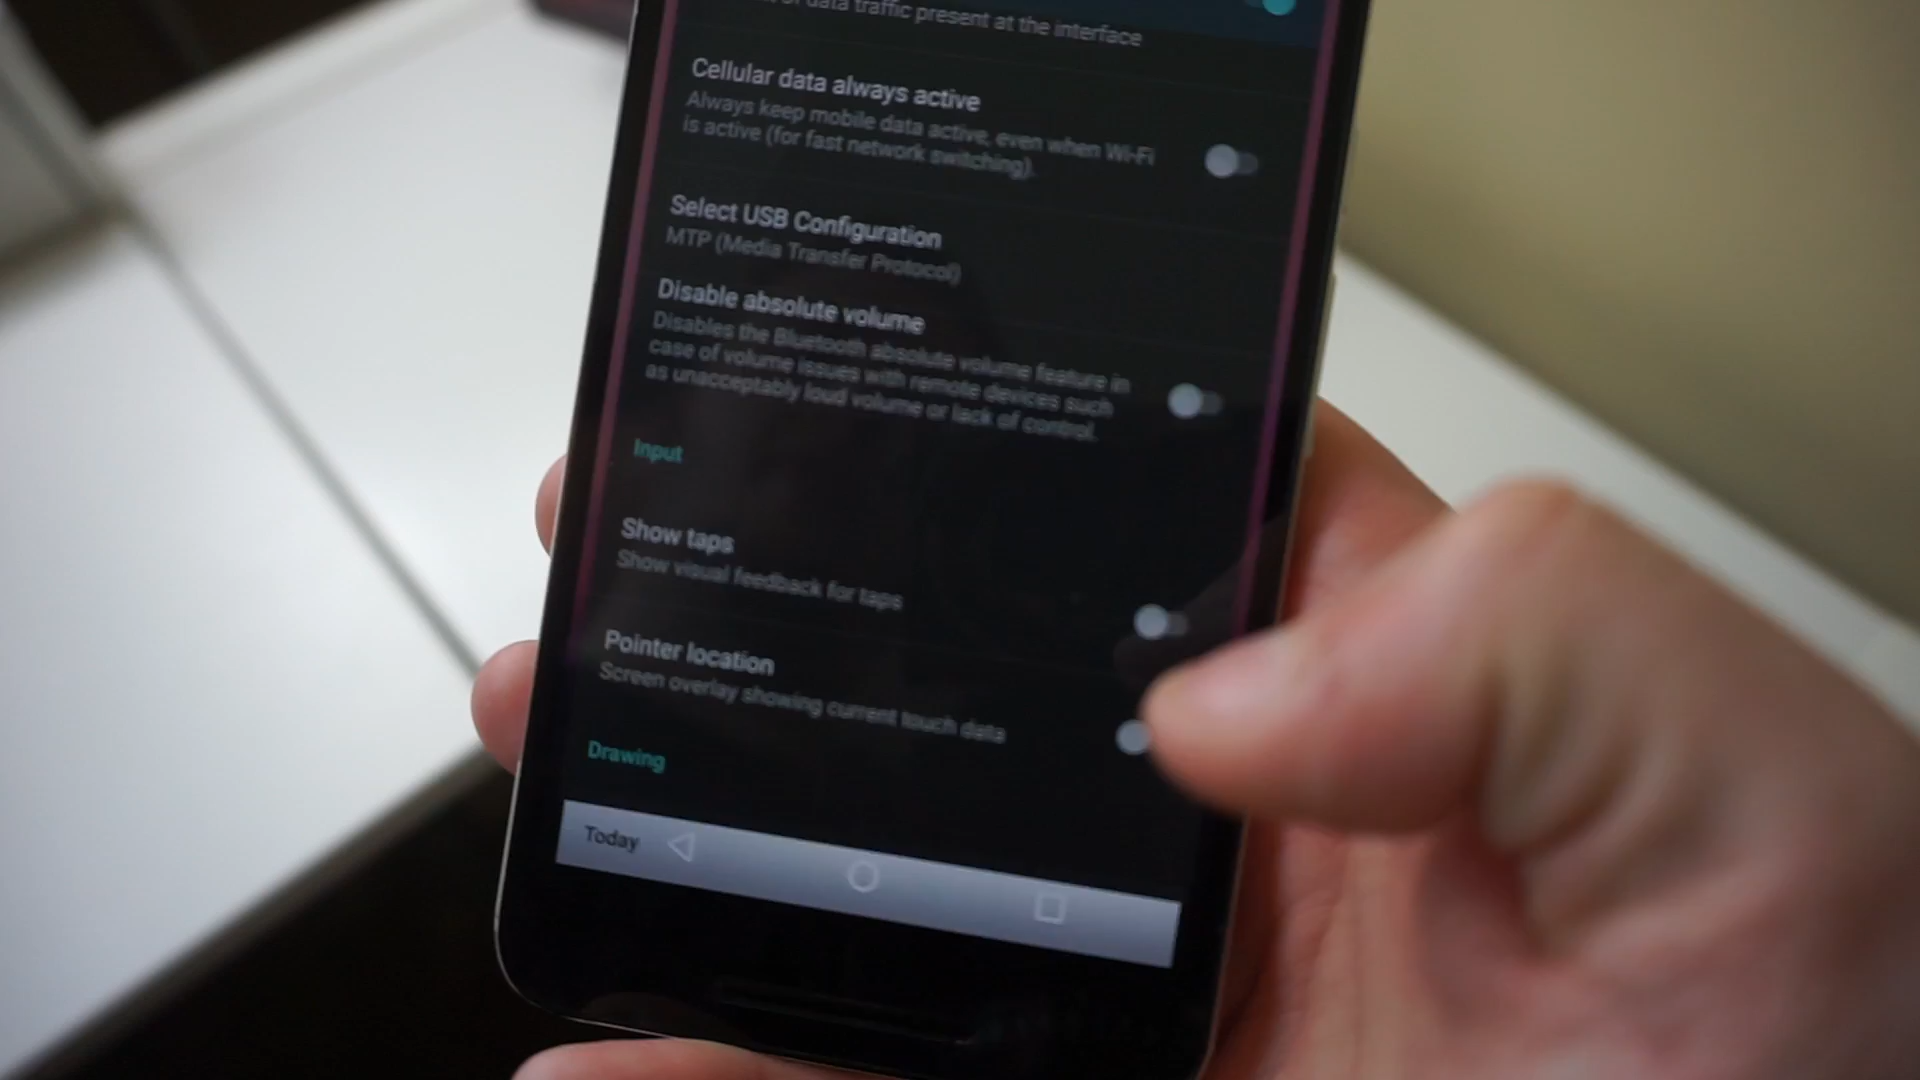 of data traffic present at the interface
Cellular data always active
Always keep mobile data active, even when Wi-Fi
is active (for fast network switching).
Select USB Configuration
MTP (Media Transfer Protocol)
Disable absolute volume
Disables the Bluetooth absolute volume feature in
case of volume issues with remote devices such
as unacceptably loud volume or lack of control.
Input
Show taps
Show visual feedback for taps
Pointer location
Screen overlay showing current touch data
Drawing
Today